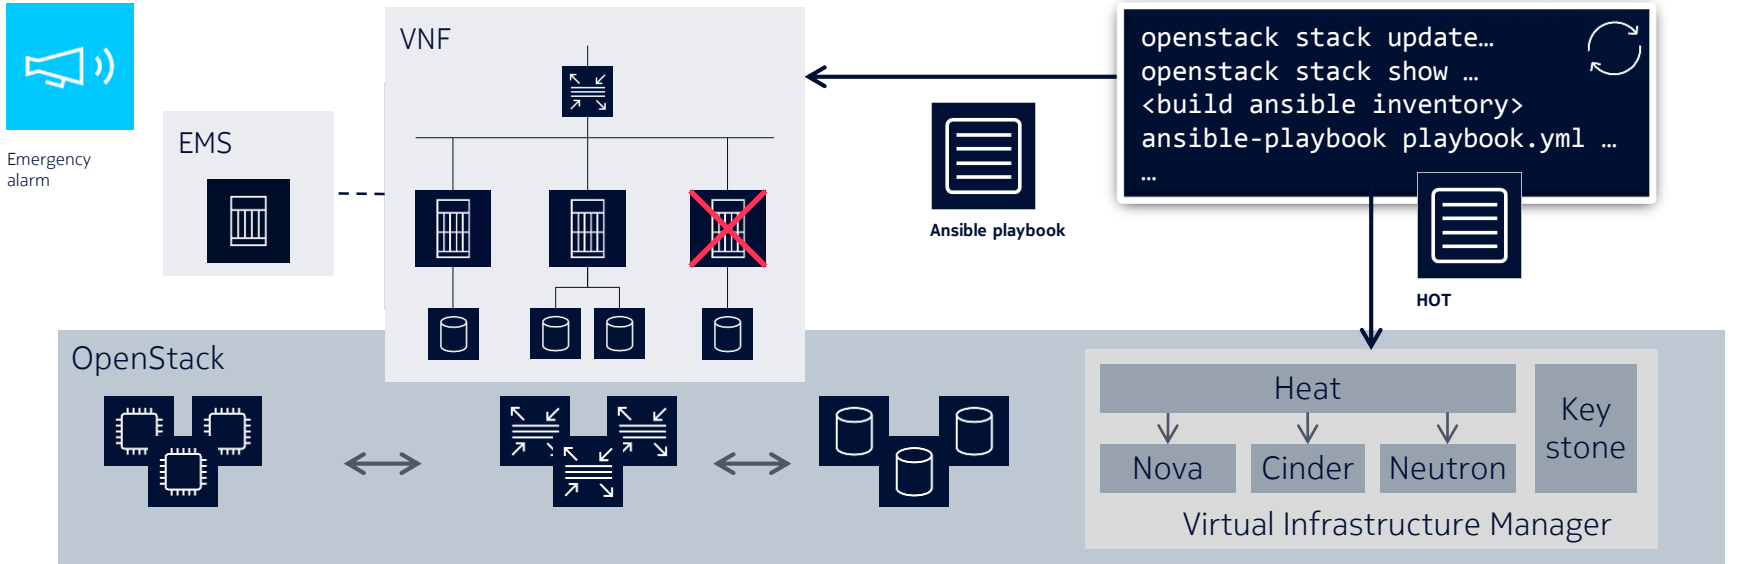 Emergency
alarm
EMS
VNF
openstack stack update…
openstack stack show …
<build ansible inventory>
ansible-playbook playbook.yml …
…
Ansible playbook
HOT
OpenStack
Heat
Nova
Cinder
Neutron
Key
stone
Virtual Infrastructure Manager